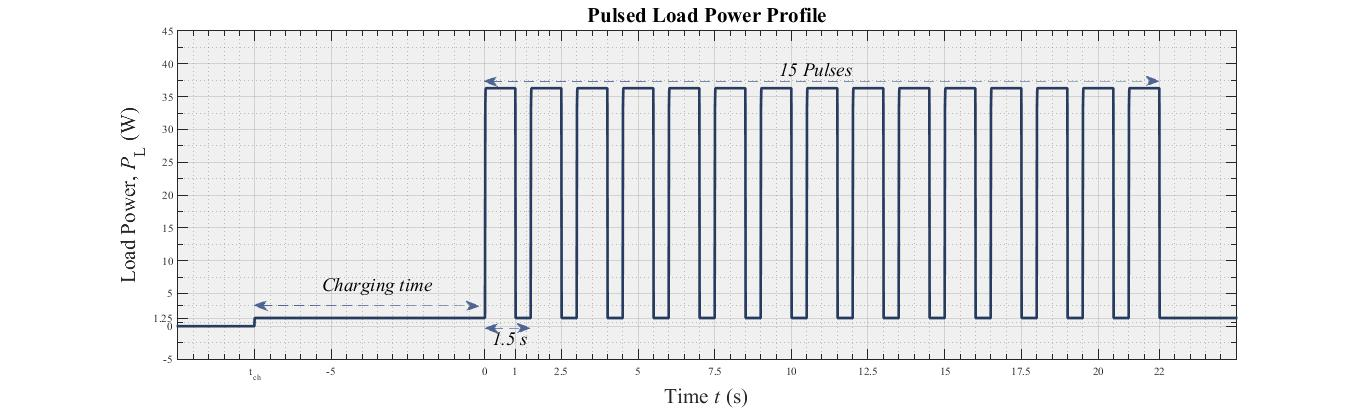 Pulsed Load Power Profile
45
40
35
30
25
20
15
10
5
1.25
0
-5
Load Power, P_L (W)
15 Pulses
Charging time
1.5 s
t_ch -5 0 1 2.5 5 7.5 10 12.5 15 17.5 20 22
Time t (s)